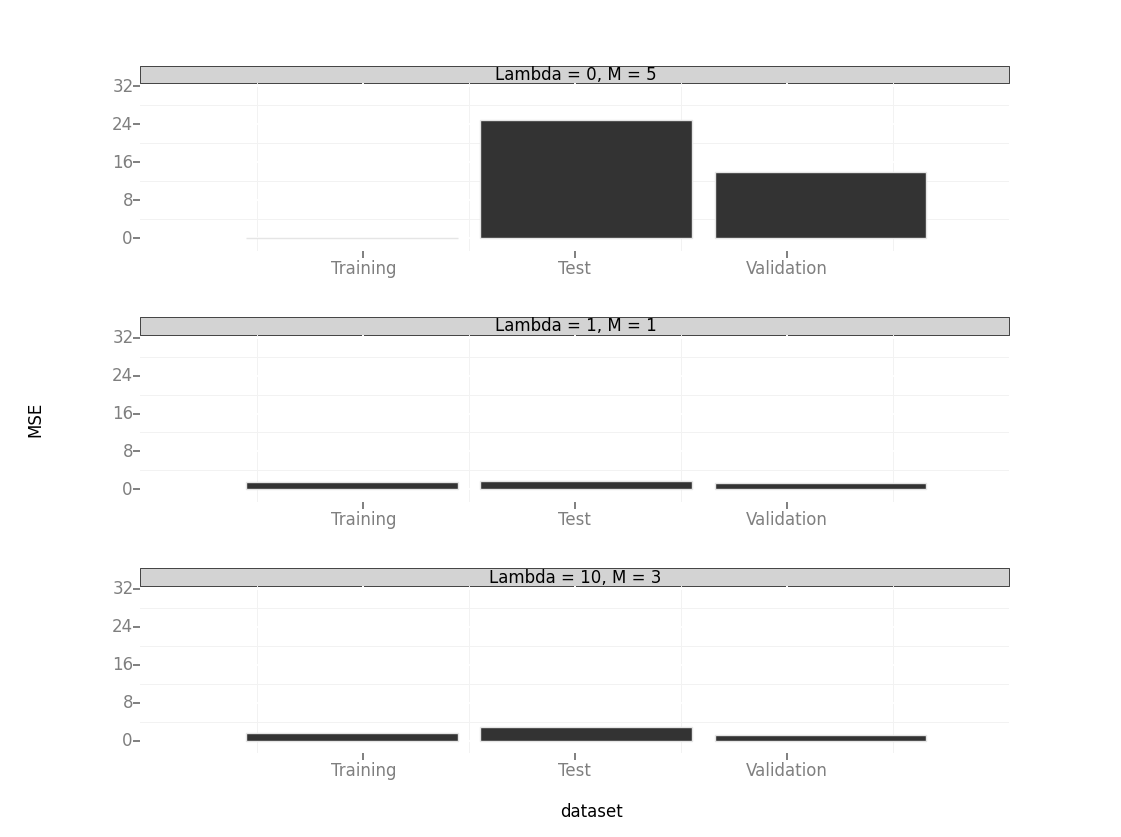 Lambda = 0, M = 5
32
24
16
8
0
Training Test Validation
Lambda = 1, M = 1
32
24
16
8
0
Training Test Validation
MSE
Lambda = 10, M = 3
32
24
16
8
0
Training Test Validation
dataset